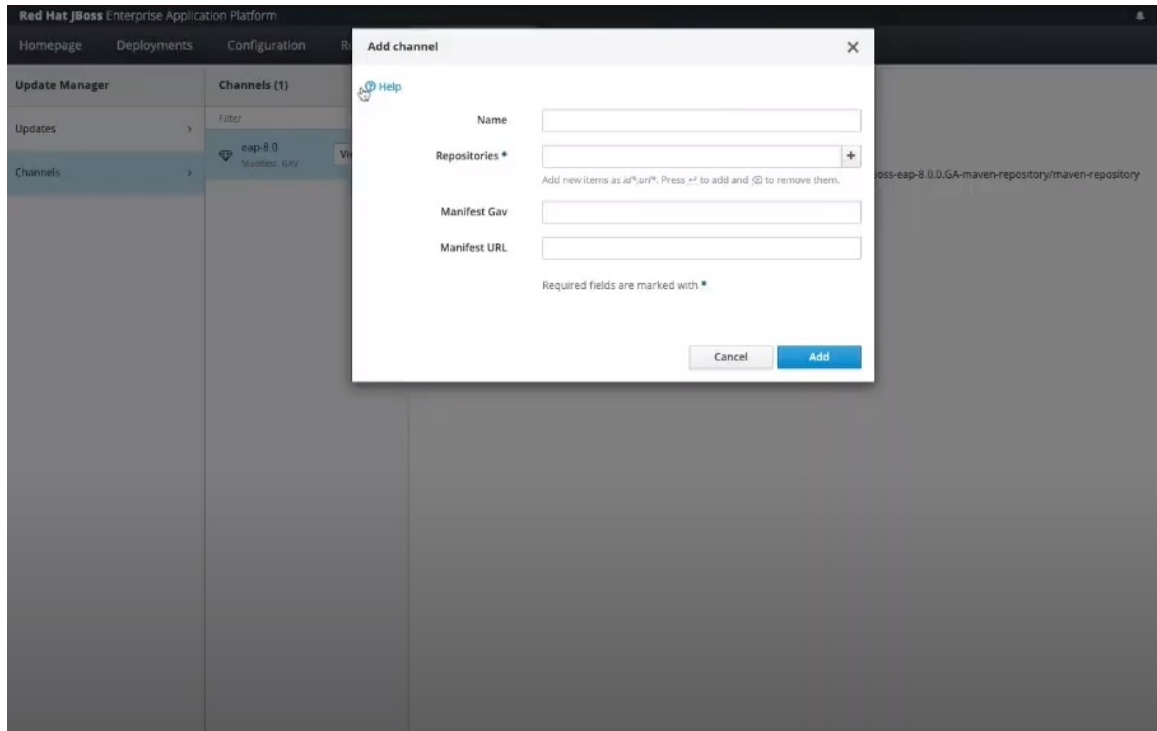 Red Hat JBoss Enterprise Application Platform
Homepage Deployments Configuration
Add channel
Update Manager
Channels (1)
Help
Filter
Updates
eap-8.0
Manifest: GAV
Channels
Name
Repositories *
Add new items as id*,url*. Press ↵ to add and ⌫ to remove them.
oss-eap-8.0.0.GA-maven-repository/maven-repository
Manifest Gav
Manifest URL
Required fields are marked with *
Cancel
Add